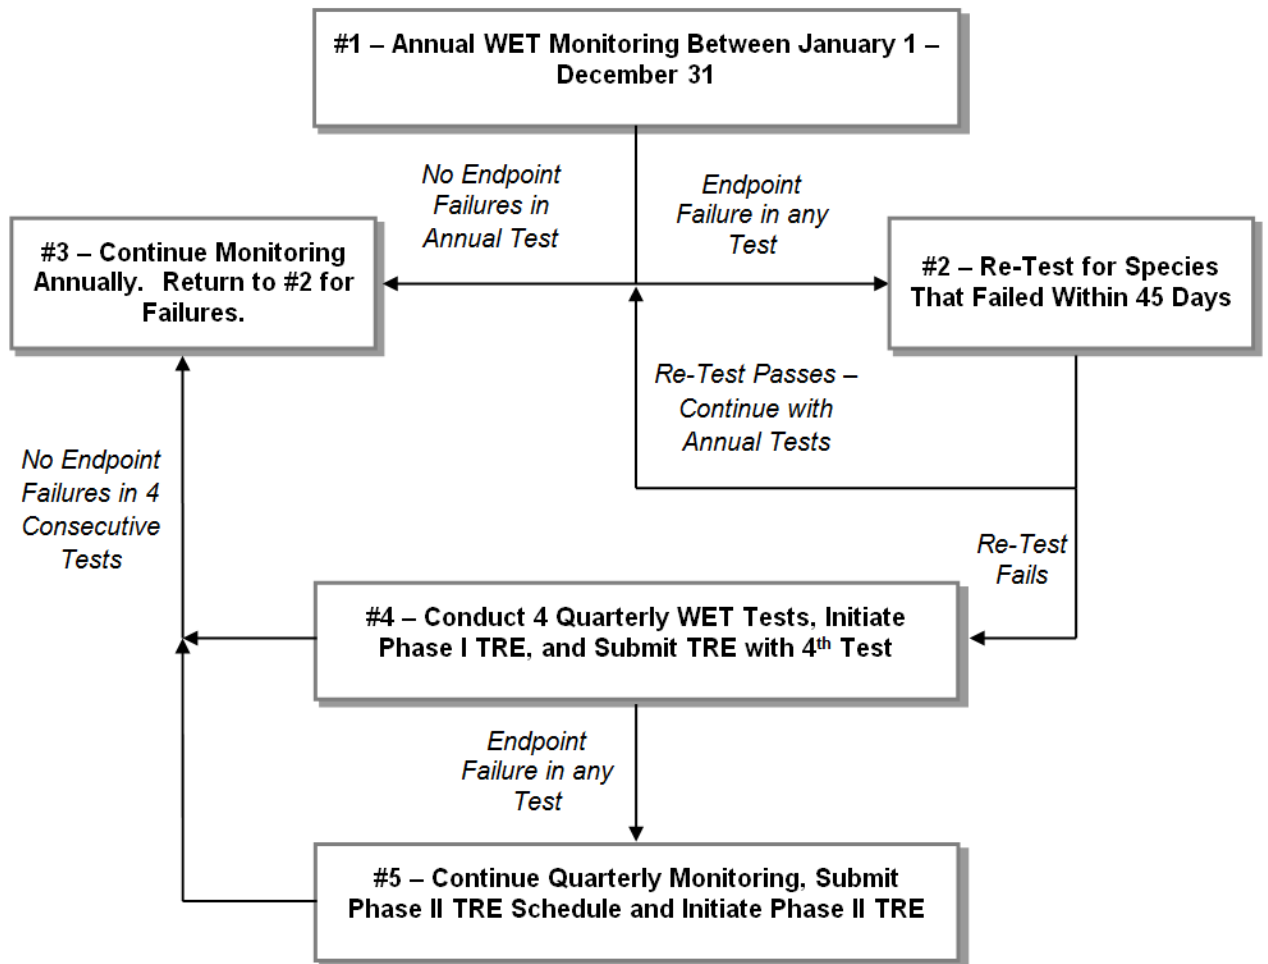 #1 – Annual WET Monitoring Between January 1 –
December 31
No Endpoint
Failures in
Annual Test
Endpoint
Failure in any
Test
#3 – Continue Monitoring
Annually.  Return to #2 for
Failures.
#2 – Re-Test for Species
That Failed Within 45 Days
Re-Test Passes –
Continue with
Annual Tests
No Endpoint
Failures in 4
Consecutive
Tests
Re-Test
Fails
#4 – Conduct 4 Quarterly WET Tests, Initiate
Phase I TRE, and Submit TRE with 4th Test
Endpoint
Failure in any
Test
#5 – Continue Quarterly Monitoring, Submit
Phase II TRE Schedule and Initiate Phase II TRE